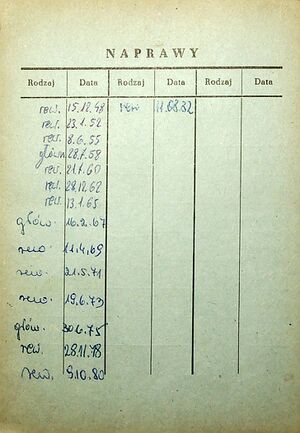 NAPRAWY
Rodzaj Data Rodzaj Data Rodzaj Data
rew. 15.12.48 rew 11.08.82
rew. 23.1.52
rew. 8.6.55
główn 28.7.58
rew. 21.7.60
rew. 28.12.62
rew. 13.1.65
głów. 16.2.67
rew 11.4.69
rew. 21.5.71
rew. 19.6.73
głów. 30.6.75
rew. 28.11.78
rew. 9.10.80